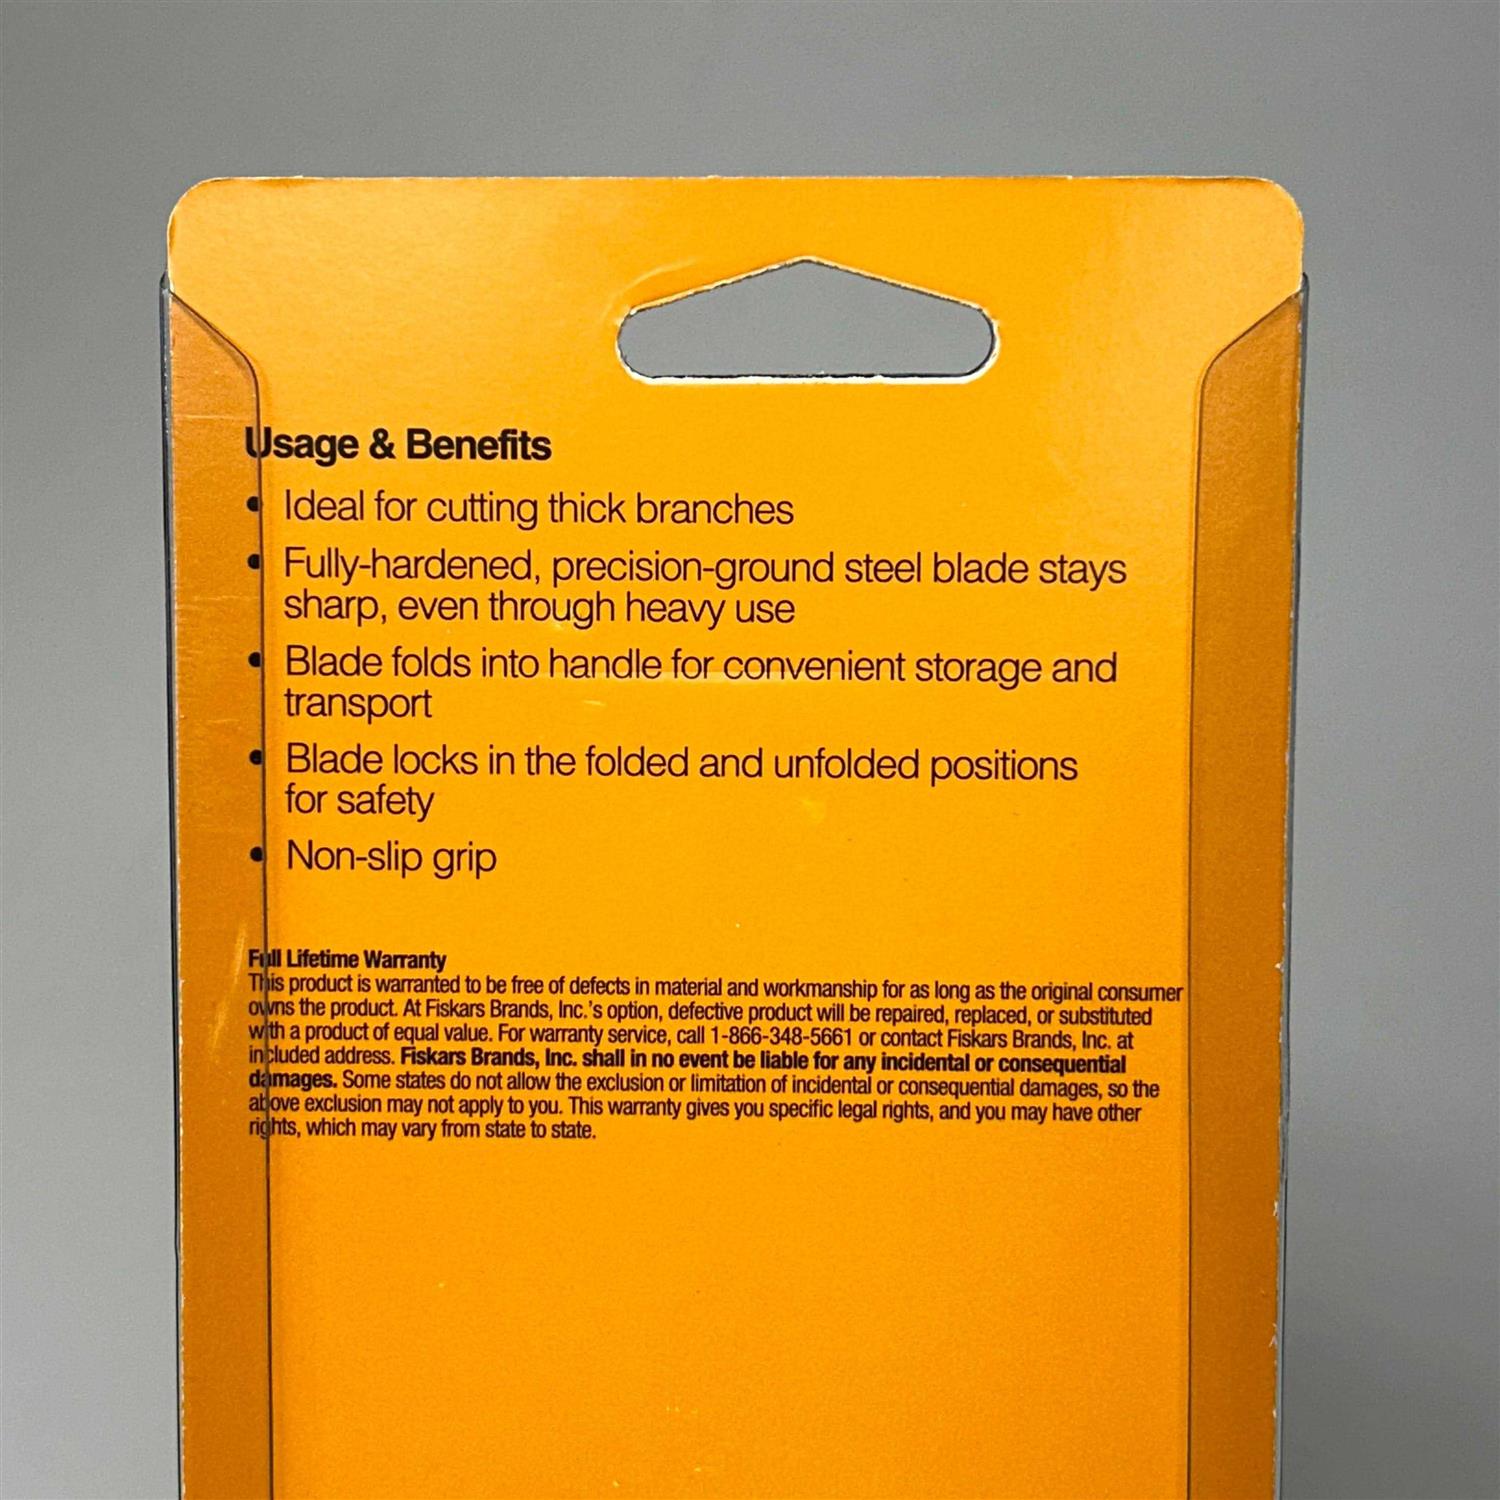 Usage & Benefits
• Ideal for cutting thick branches
• Fully-hardened, precision-ground steel blade stays
sharp, even through heavy use
• Blade folds into handle for convenient storage and
transport
• Blade locks in the folded and unfolded positions
for safety
• Non-slip grip
Full Lifetime Warranty
This product is warranted to be free of defects in material and workmanship for as long as the original consumer
owns the product. At Fiskars Brands, Inc.'s option, defective product will be repaired, replaced, or substituted
with a product of equal value. For warranty service, call 1-866-348-5661 or contact Fiskars Brands, Inc. at
included address. Fiskars Brands, Inc. shall in no event be liable for any incidental or consequential
damages. Some states do not allow the exclusion or limitation of incidental or consequential damages, so the
above exclusion may not apply to you. This warranty gives you specific legal rights, and you may have other
rights, which may vary from state to state.